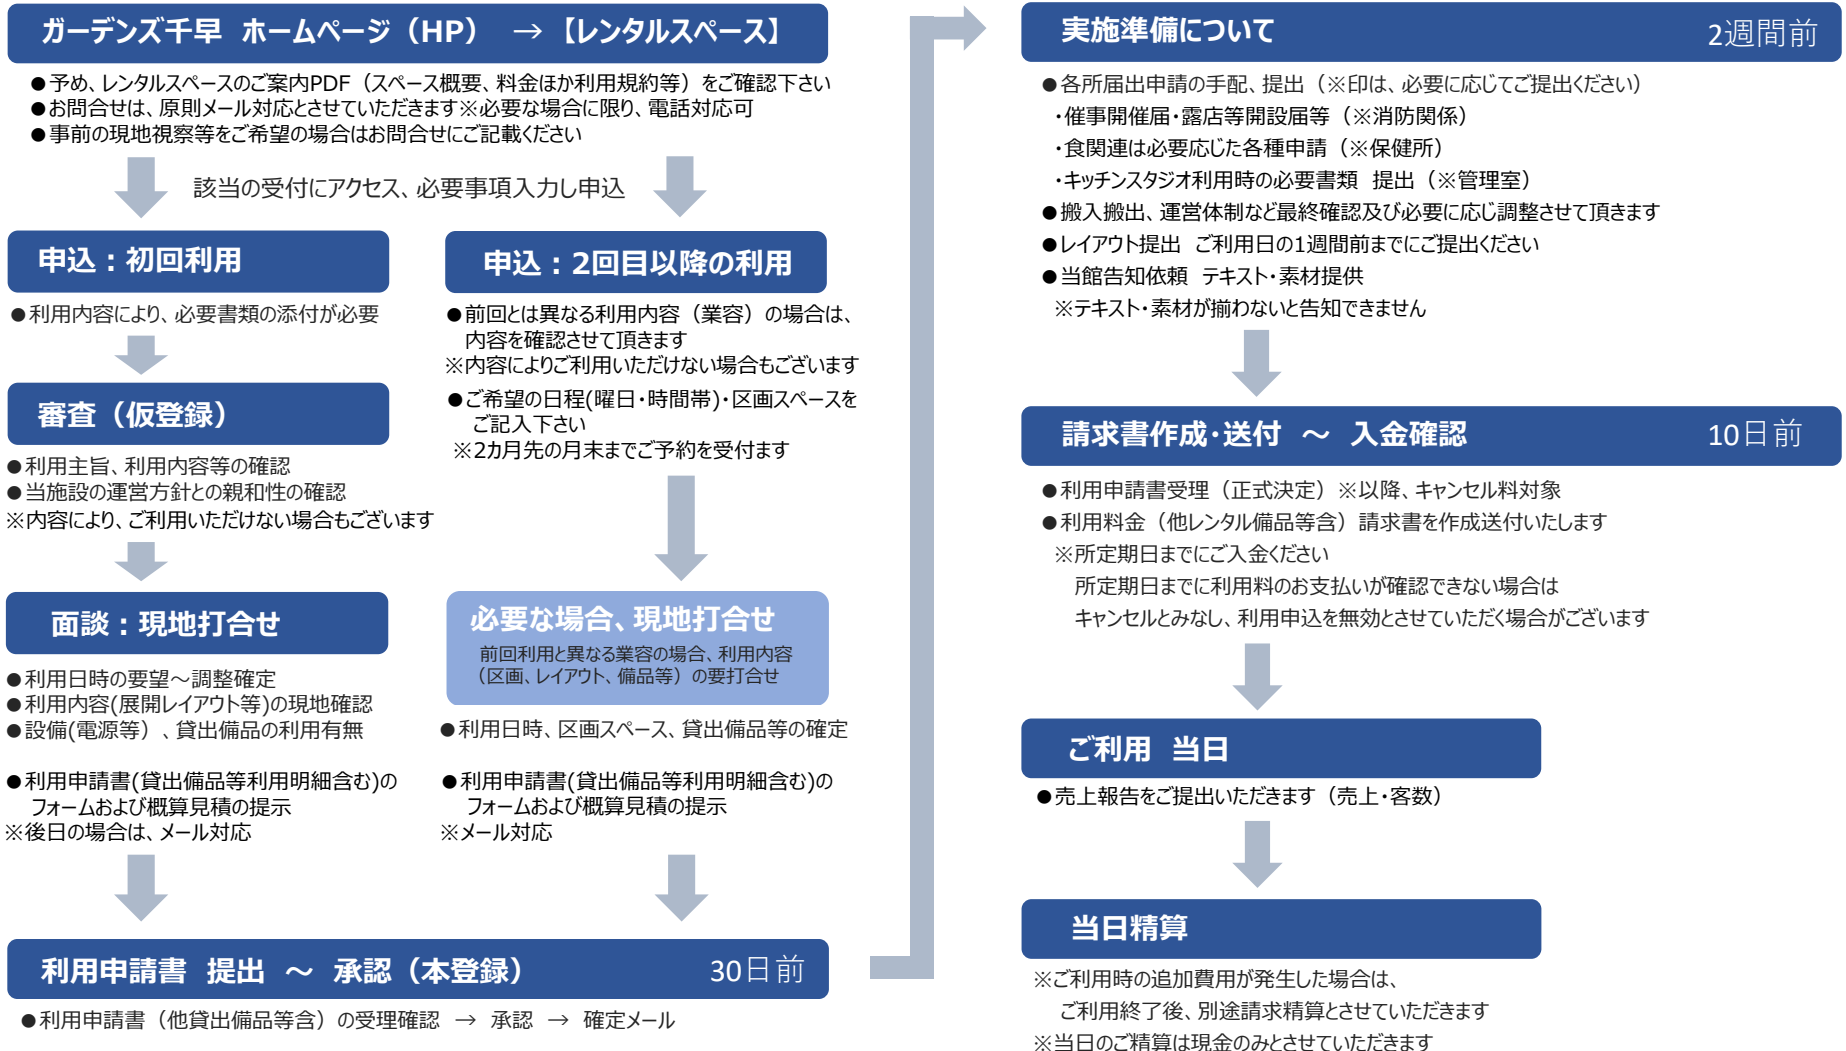 ガーデンズ千早 ホームページ（HP） → 【レンタルスペース】
●予め、レンタルスペースのご案内PDF（スペース概要、料金ほか利用規約等）をご確認下さい
●お問合せは、原則メール対応とさせていただきます※必要な場合に限り、電話対応可
●事前の現地視察等をご希望の場合はお問合せにご記載ください
該当の受付にアクセス、必要事項入力し申込
申込：初回利用
●利用内容により、必要書類の添付が必要
審査（仮登録）
●利用主旨、利用内容等の確認
●当施設の運営方針との親和性の確認
※内容により、ご利用いただけない場合もございます
面談：現地打合せ
●利用日時の要望～調整確定
●利用内容(展開レイアウト等)の現地確認
●設備(電源等）、貸出備品の利用有無
●利用申請書(貸出備品等利用明細含む)の
フォームおよび概算見積の提示
※後日の場合は、メール対応
申込：2回目以降の利用
●前回とは異なる利用内容（業容）の場合は、
内容を確認させて頂きます
※内容によりご利用いただけない場合もございます
●ご希望の日程(曜日・時間帯)・区画スペースを
ご記入下さい
※2カ月先の月末までご予約を受付ます
必要な場合、現地打合せ
前回利用と異なる業容の場合、利用内容
（区画、レイアウト、備品等）の要打合せ
●利用日時、区画スペース、貸出備品等の確定
●利用申請書(貸出備品等利用明細含む)の
フォームおよび概算見積の提示
※メール対応
利用申請書 提出 ～ 承認（本登録） 30日前
●利用申請書（他貸出備品等含）の受理確認 → 承認 → 確定メール
実施準備について 2週間前
●各所届出申請の手配、提出（※印は、必要に応じてご提出ください）
・催事開催届・露店等開設届等（※消防関係）
・食関連は必要応じた各種申請（※保健所）
・キッチンスタジオ利用時の必要書類 提出（※管理室）
●搬入搬出、運営体制など最終確認及び必要に応じ調整させて頂きます
●レイアウト提出 ご利用日の1週間前までにご提出ください
●当館告知依頼 テキスト・素材提供
※テキスト・素材が揃わないと告知できません
請求書作成・送付 ～ 入金確認 10日前
●利用申請書受理（正式決定）※以降、キャンセル料対象
●利用料金（他レンタル備品等含）請求書を作成送付いたします
※所定期日までにご入金ください
所定期日までに利用料のお支払いが確認できない場合は
キャンセルとみなし、利用申込を無効とさせていただく場合がございます
ご利用 当日
●売上報告をご提出いただきます（売上・客数）
当日精算
※ご利用時の追加費用が発生した場合は、
ご利用終了後、別途請求精算とさせていただきます
※当日のご精算は現金のみとさせていただきます